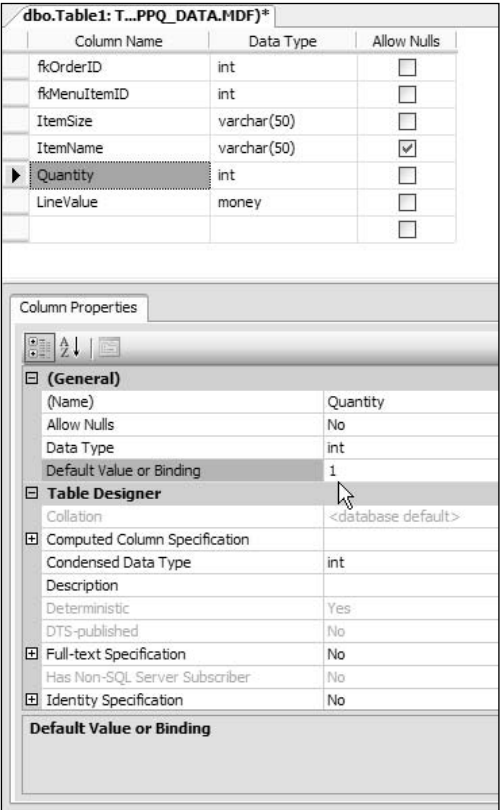 dbo.Table1: T...PPQ_DATA.MDF)*
Column Name Data Type Allow Nulls
fkOrderID int
fkMenuItemID int
ItemSize varchar(50)
ItemName varchar(50)
Quantity int
LineValue money
Column Properties
(General)
(Name) Quantity
Allow Nulls No
Data Type int
Default Value or Binding 1
Table Designer
Collation <database default>
Computed Column Specification
Condensed Data Type int
Description
Deterministic Yes
DTS-published No
Full-text Specification No
Has Non-SQL Server Subscriber No
Identity Specification No
Default Value or Binding